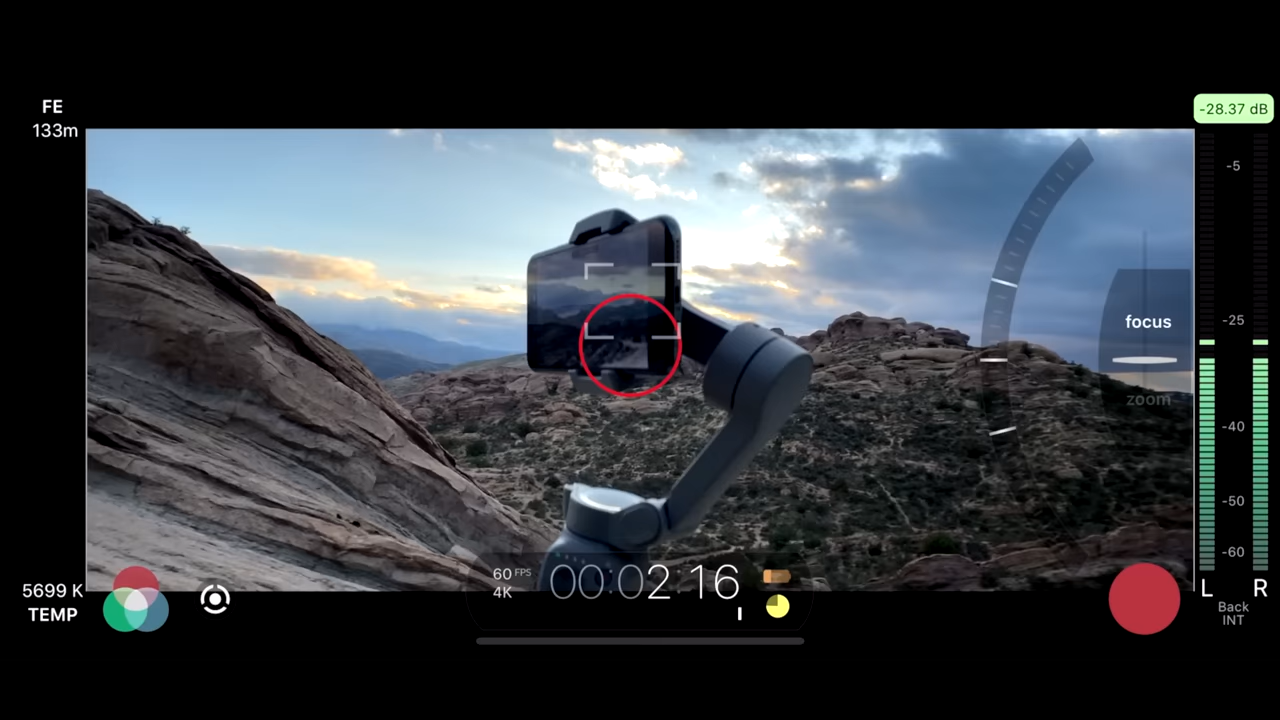 FE
133m
-28.37 dB
-5
-25
focus
zoom
-40
-50
-60
5699 K
TEMP
60 FPS
4K
00:02:16
L
R
Back
INT